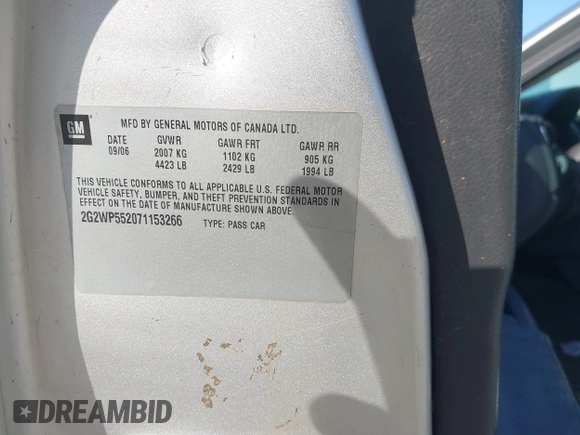 GM
MFD BY GENERAL MOTORS OF CANADA LTD.
DATE GVWR GAWR FRT GAWR RR
09/06 2007 KG 1102 KG 905 KG
4423 LB 2429 LB 1994 LB
THIS VEHICLE CONFORMS TO ALL APPLICABLE U.S. FEDERAL MOTOR
VEHICLE SAFETY, BUMPER, AND THEFT PREVENTION STANDARDS IN
EFFECT ON THE DATE OF MANUFACTURE SHOWN ABOVE.
2G2WP552071153266 TYPE: PASS CAR
DREAMBID